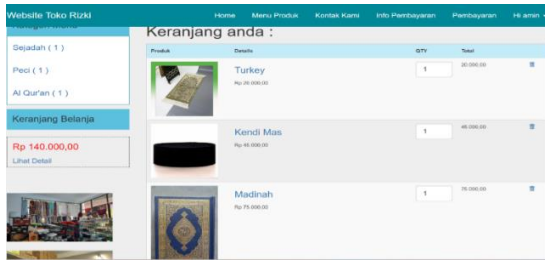 Website Toko Rizki
Home Menu Produk Kontak Kami Info Pembayaran Pembayaran Hi amin
Keranjang anda :
Sejadah ( 1 )
Peci ( 1 )
Al Qur'an ( 1 )
Keranjang Belanja
Rp 140.000,00
Lihat Detail
Produk Details QTY Total
Turkey 1
Kendi Mas 1
Madinah 1